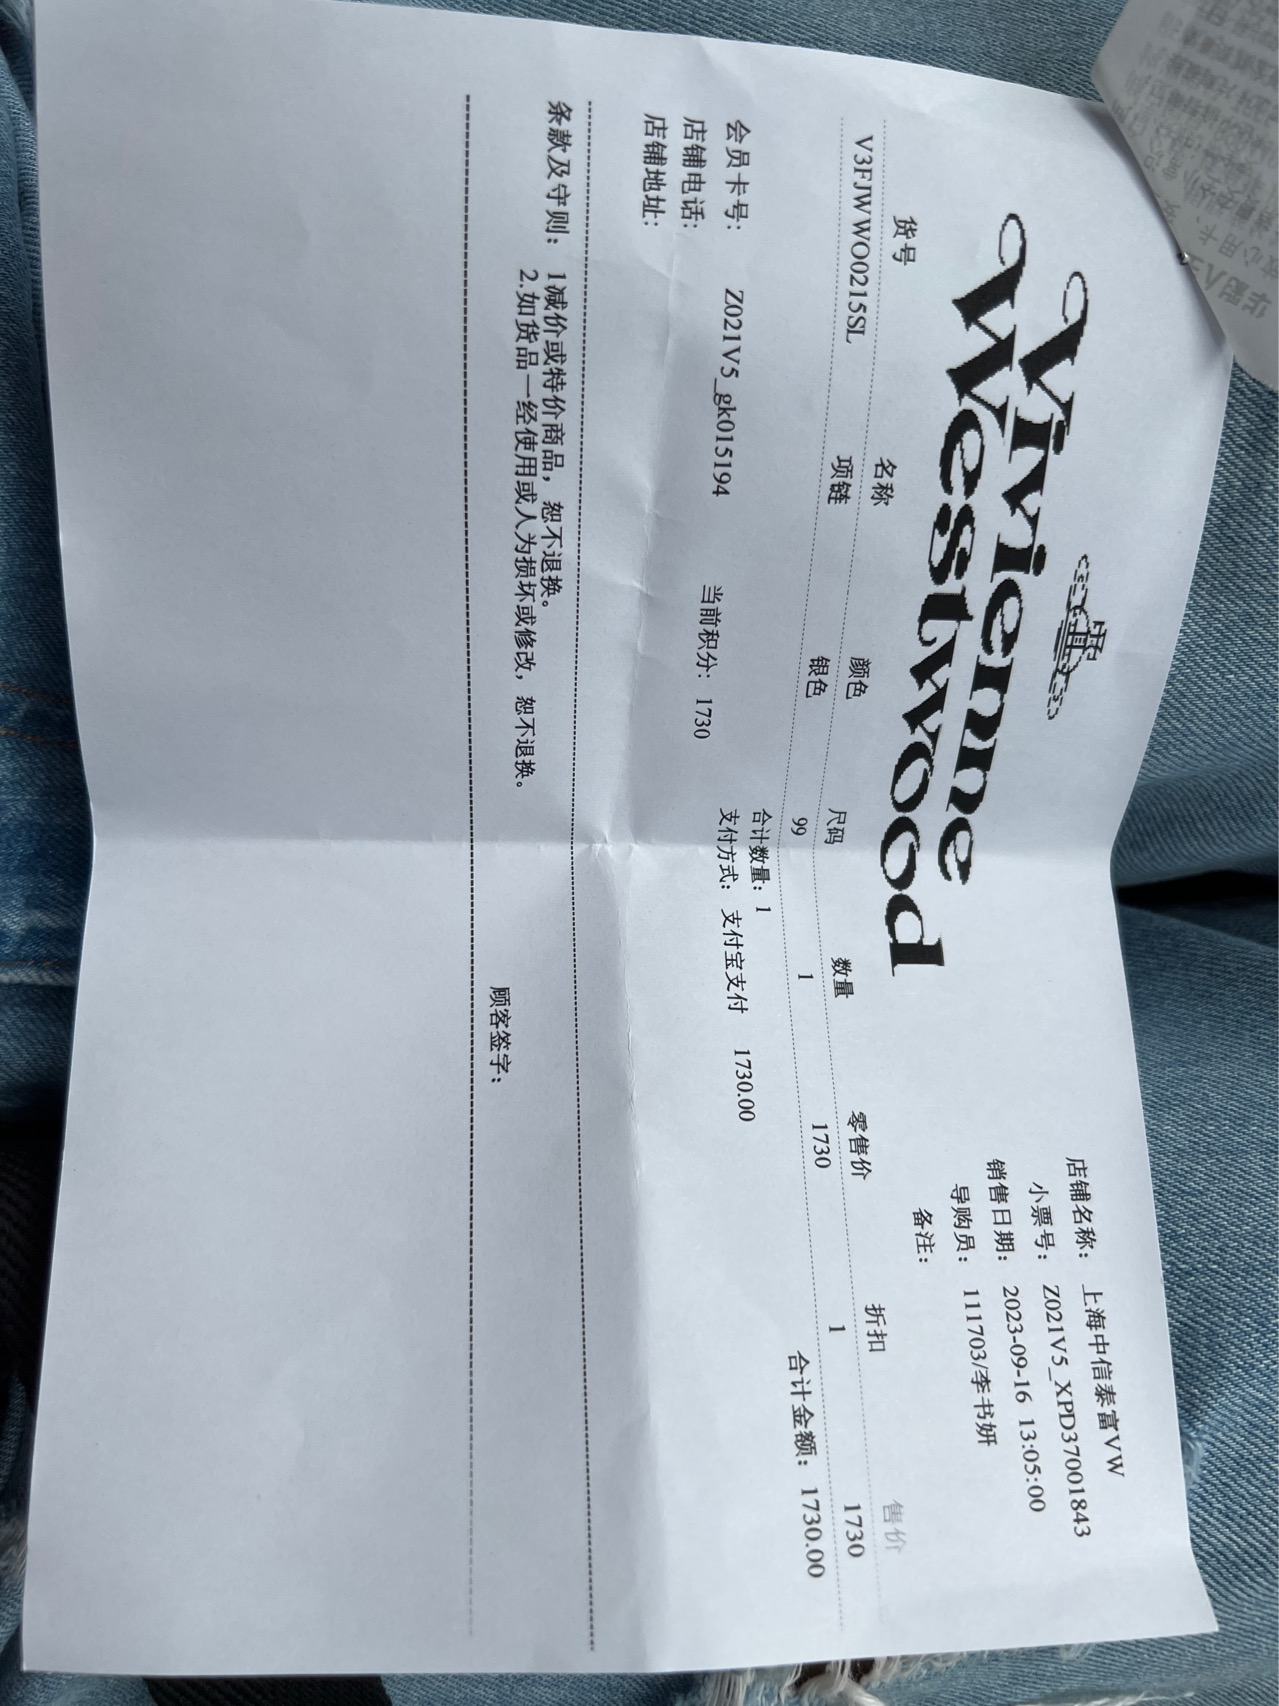 Vivienne
Westwood
店铺名称: 上海中信泰富VW
小票号: Z021V5_XPD37001843
销售日期: 2023-09-16 13:05:00
导购员: 111703/李书妍
备注:
货号 名称 颜色 尺码 数量 零售价 折扣 售价
V3FJWWO0215SL 项链 银色 99 1 1730 1 1730
合计数量: 1 合计金额: 1730.00
会员卡号: Z021V5_gk015194 当前积分: 1730 支付方式: 支付宝支付 1730.00
店铺电话:
店铺地址:
条款及守则: 1减价或特价商品，恕不退换。
2.如货品一经使用或人为损坏或修改，恕不退换。
顾客签字: